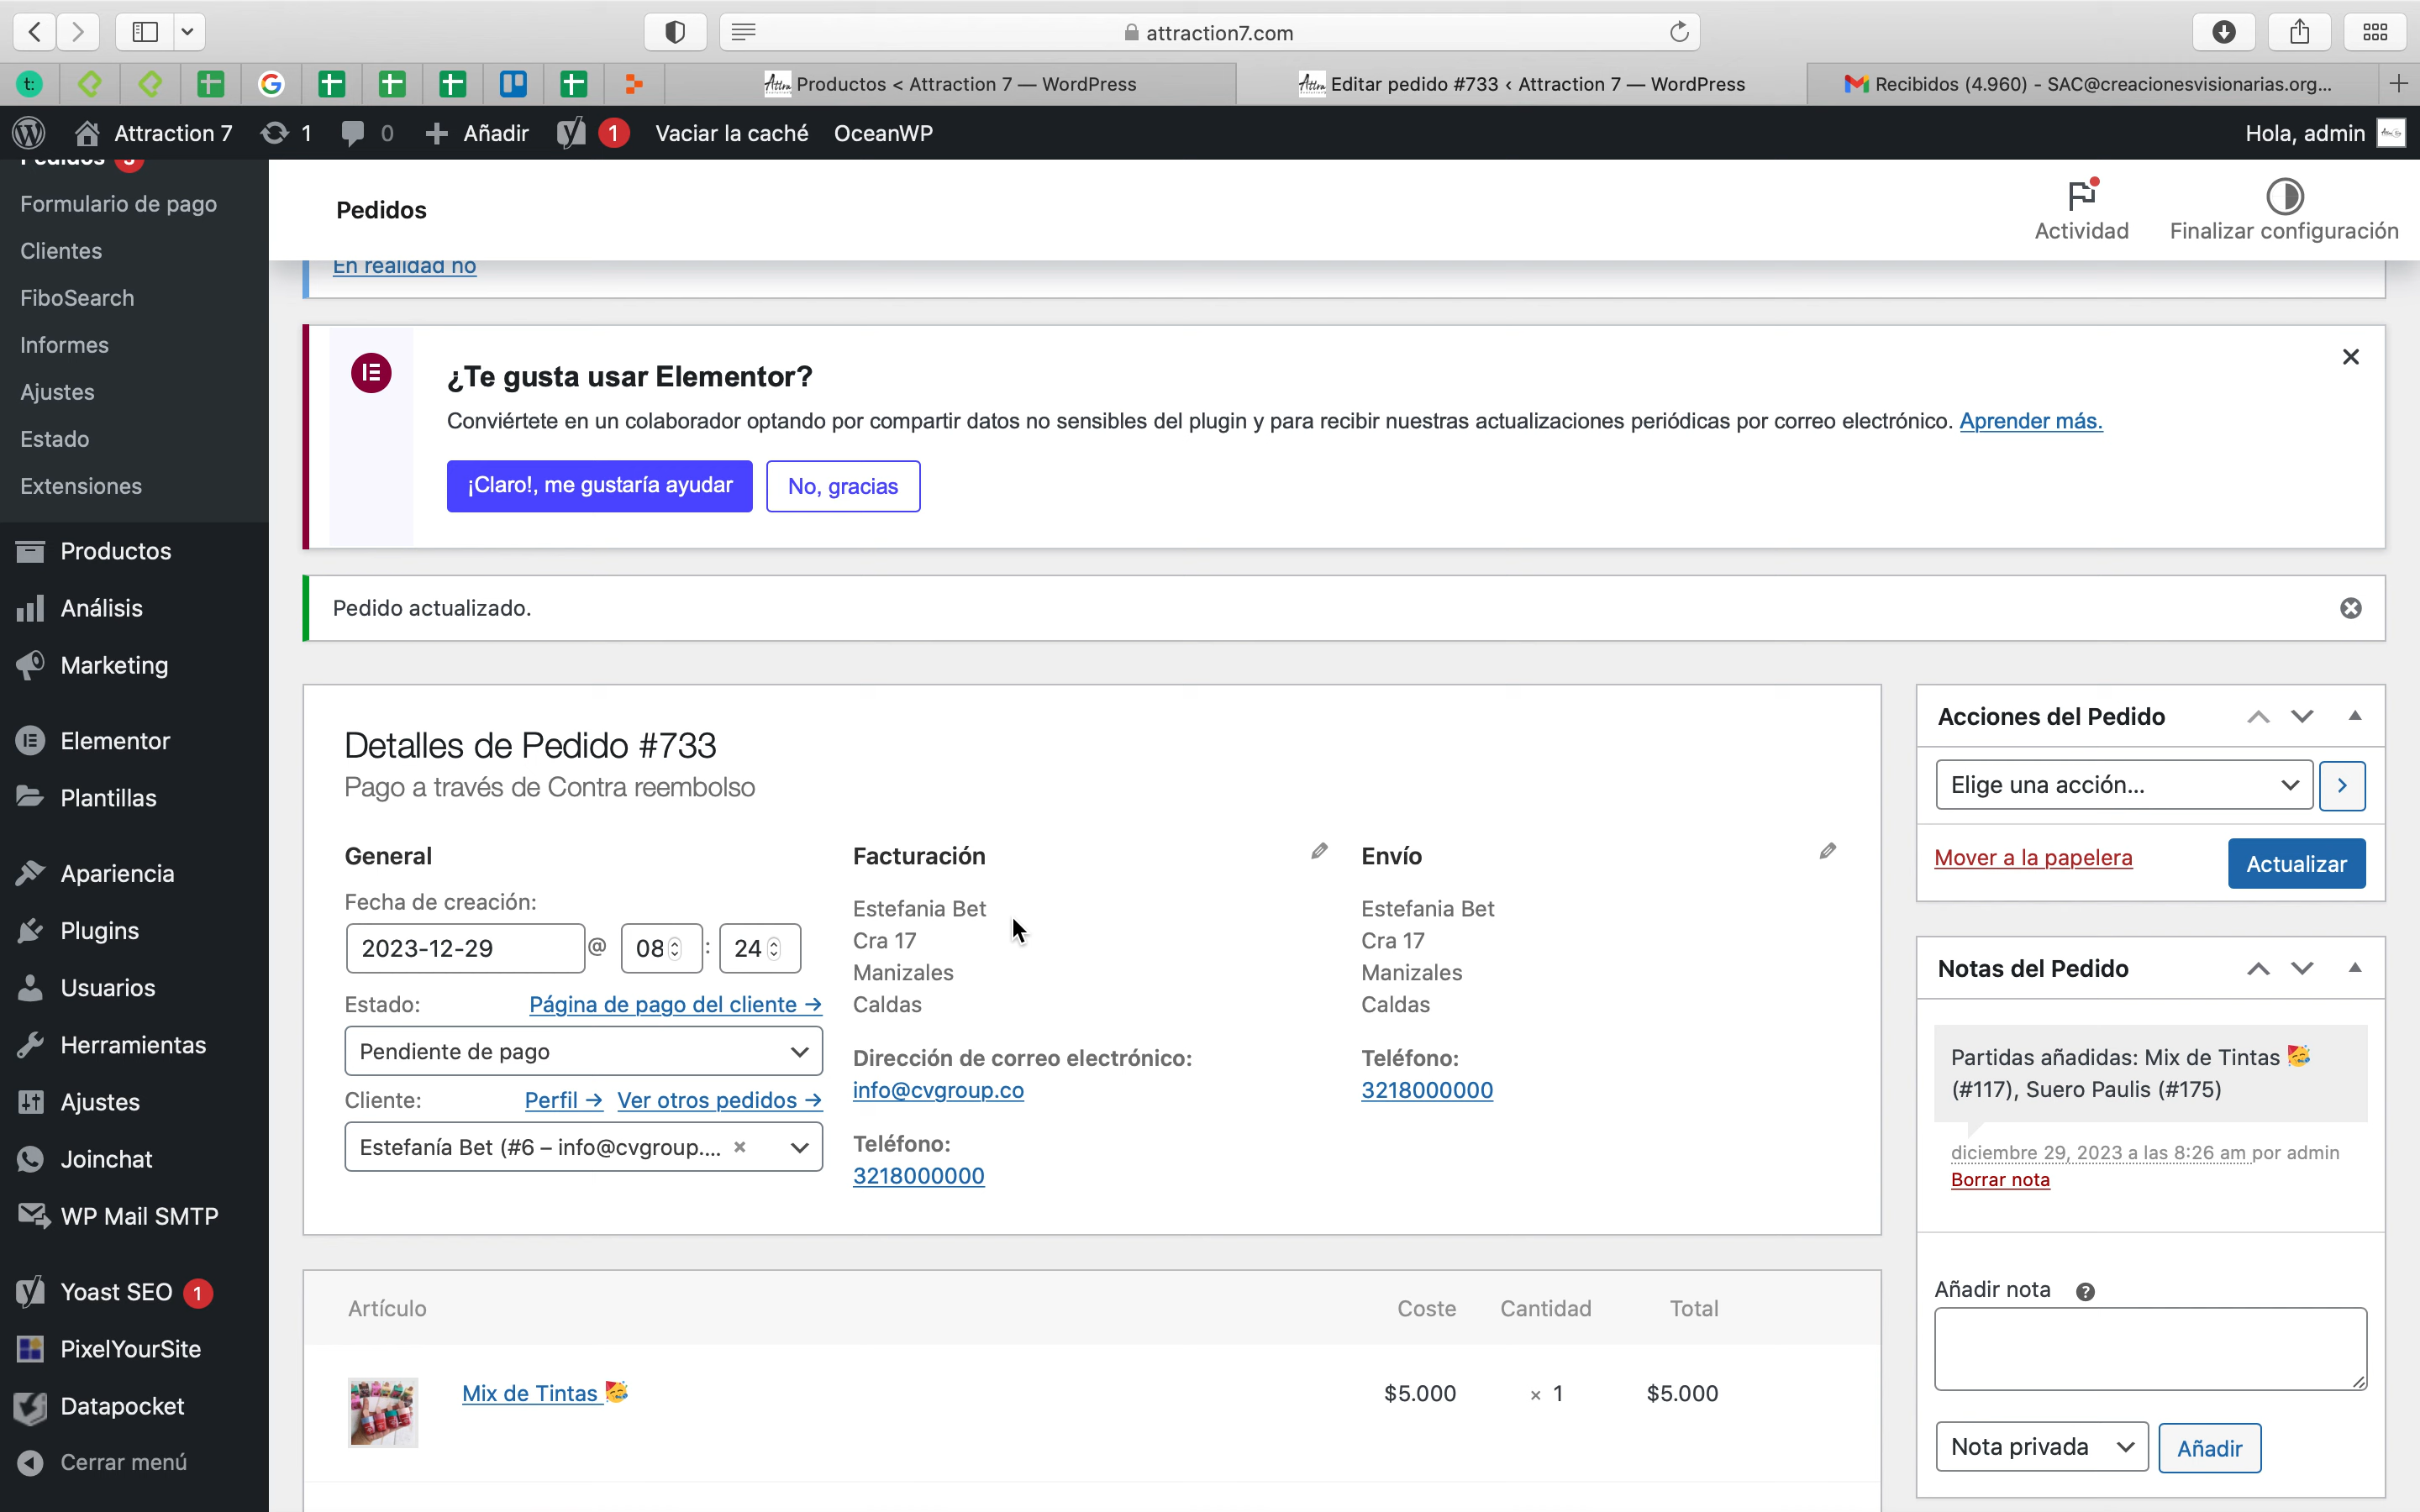 attraction7.com
t:
Attra Productos < Attraction 7 — WordPress
Attra Editar pedido #733 ‹ Attraction 7 — WordPress
Recibidos (4.960) - SAC@creacionesvisionarias.org...
Attraction 7
1
0
Añadir
1
Vaciar la caché
OceanWP
Hola, admin
Pedidos
Formulario de pago
Clientes
FiboSearch
Informes
Ajustes
Estado
Extensiones
Productos
Análisis
Marketing
Elementor
Plantillas
Apariencia
Plugins
Usuarios
Herramientas
Ajustes
Joinchat
WP Mail SMTP
Yoast SEO 1
PixelYourSite
Datapocket
Cerrar menú
Pedidos
Actividad
Finalizar configuración
En realidad no
¿Te gusta usar Elementor?
Conviértete en un colaborador optando por compartir datos no sensibles del plugin y para recibir nuestras actualizaciones periódicas por correo electrónico. Aprender más.
¡Claro!, me gustaría ayudar
No, gracias
Pedido actualizado.
Detalles de Pedido #733
Pago a través de Contra reembolso
General
Fecha de creación:
2023-12-29 @ 08 : 24
Estado: Página de pago del cliente →
Pendiente de pago
Cliente: Perfil → Ver otros pedidos →
Estefanía Bet (#6 – info@cvgroup.... ×
Facturación
Estefania Bet
Cra 17
Manizales
Caldas
Dirección de correo electrónico:
info@cvgroup.co
Teléfono:
3218000000
Envío
Estefania Bet
Cra 17
Manizales
Caldas
Teléfono:
3218000000
Artículo Coste Cantidad Total
Mix de Tintas 🥳 $5.000 × 1 $5.000
Acciones del Pedido
Elige una acción...
Mover a la papelera
Actualizar
Notas del Pedido
Partidas añadidas: Mix de Tintas 🥳
(#117), Suero Paulis (#175)
diciembre 29, 2023 a las 8:26 am por admin
Borrar nota
Añadir nota ?
Nota privada
Añadir